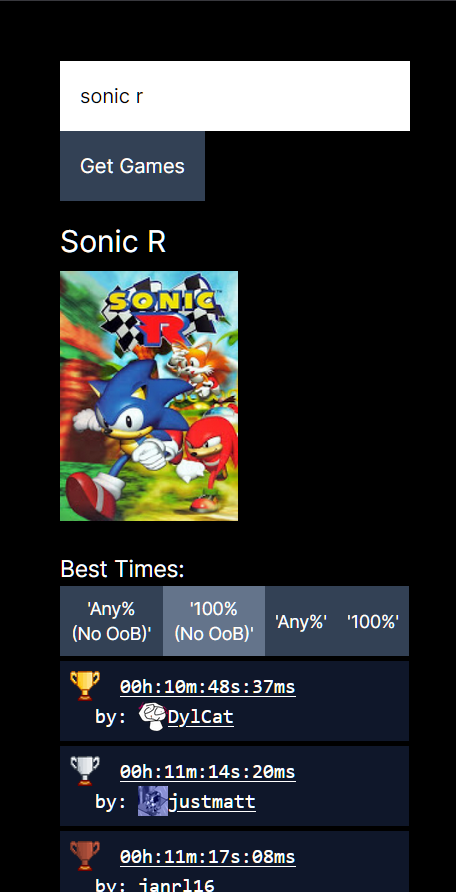 sonic r
Get Games
Sonic R
SONIC
R
Best Times:
'Any%
(No OoB)'
'100%
(No OoB)'
'Any%'
'100%'
00h:10m:48s:37ms
by: DylCat
00h:11m:14s:20ms
by: justmatt
00h:11m:17s:08ms
by: janrl16